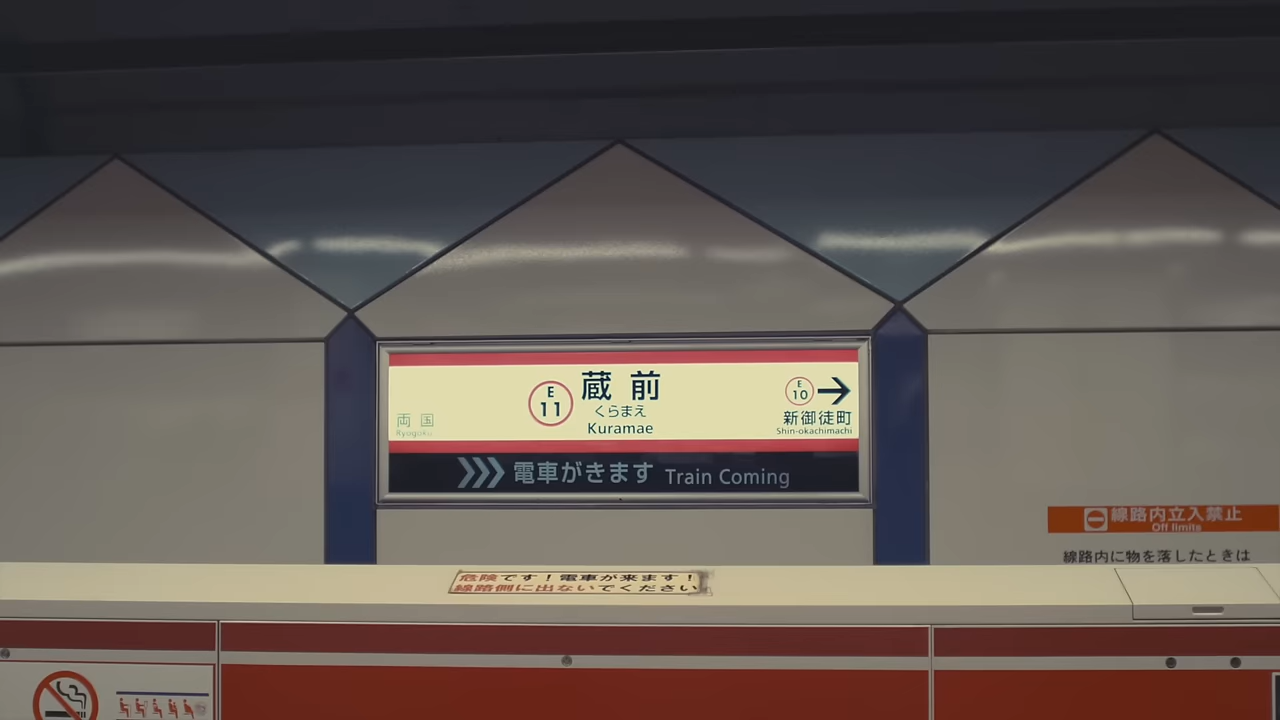 E
11
蔵前
くらまえ
Kuramae
両国
Ryogoku
E
10
新御徒町
Shin-okachimachi
電車がきます Train Coming
線路内立入禁止
Off limits
線路内に物を落したときは
危険です!電車が来ます!
線路側に出ないでください